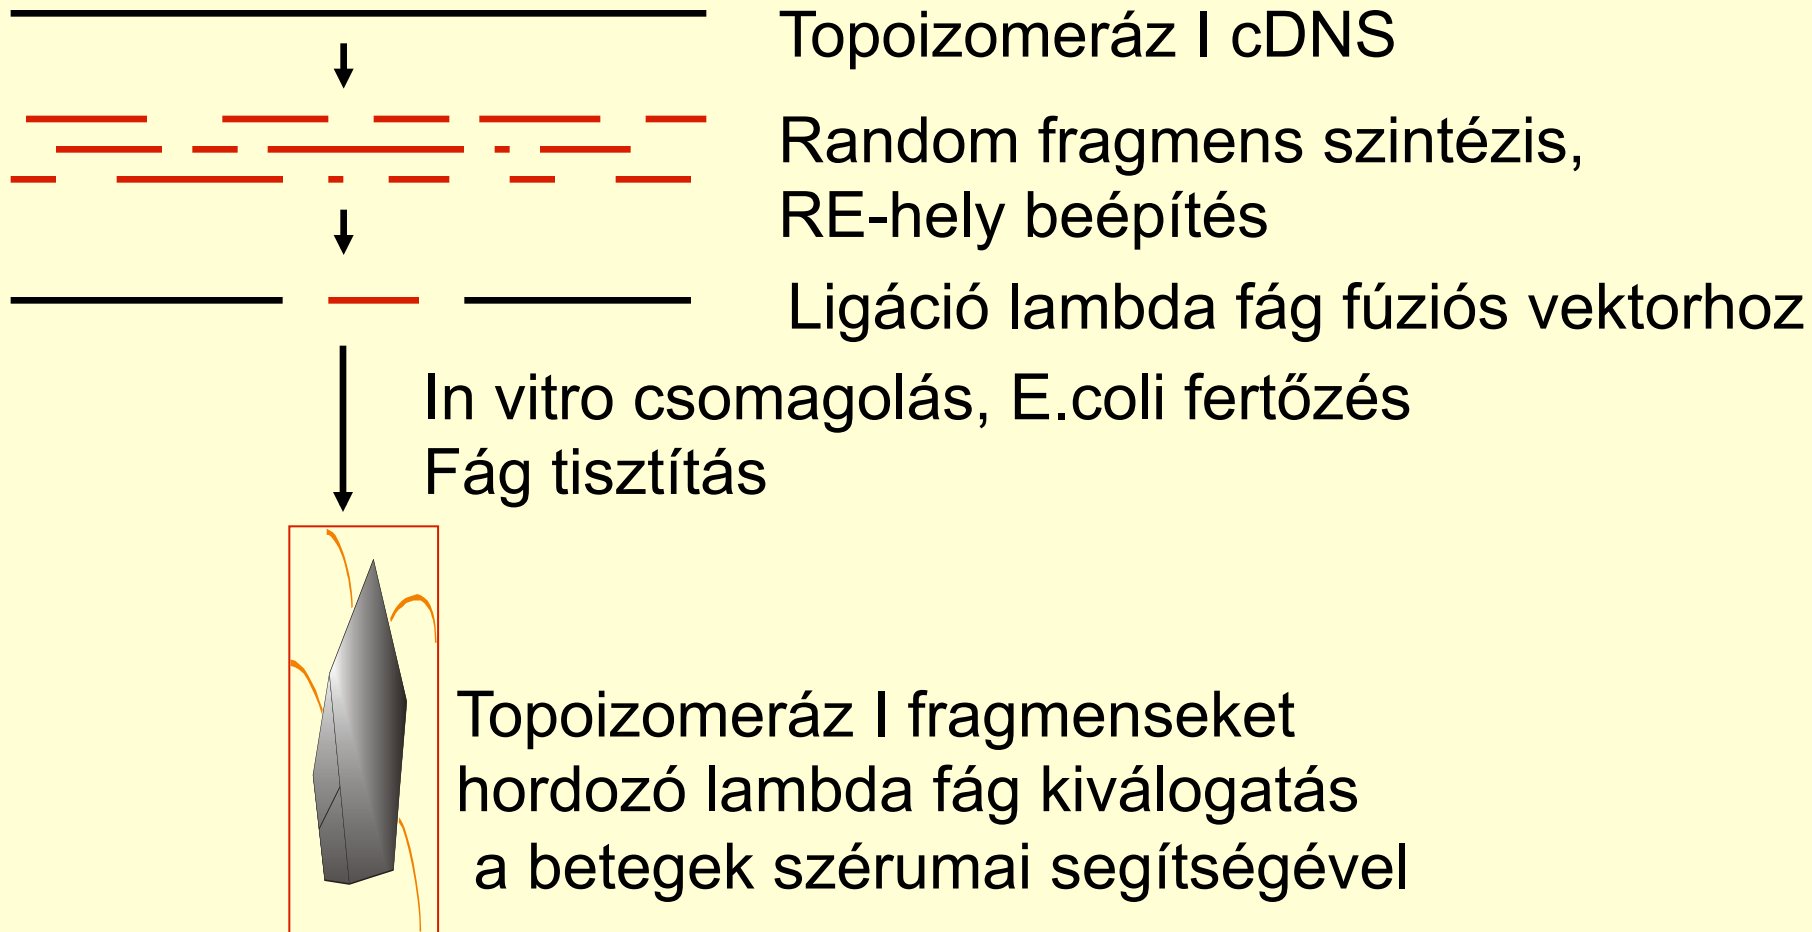 Topoizomeráz I cDNS
Random fragmens szintézis,
RE-hely beépítés
Ligáció lambda fág fúziós vektorhoz
In vitro csomagolás, E.coli fertőzés
Fág tisztítás
Topoizomeráz I fragmenseket
hordozó lambda fág kiválogatás
a betegek szérumai segítségével